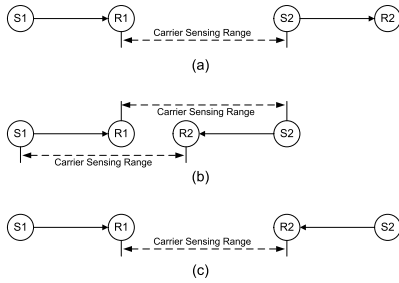 S1 R1 S2 R2
Carrier Sensing Range
(a)
Carrier Sensing Range
S1 R1 R2 S2
Carrier Sensing Range
(b)
S1 R1 R2 S2
Carrier Sensing Range
(c)